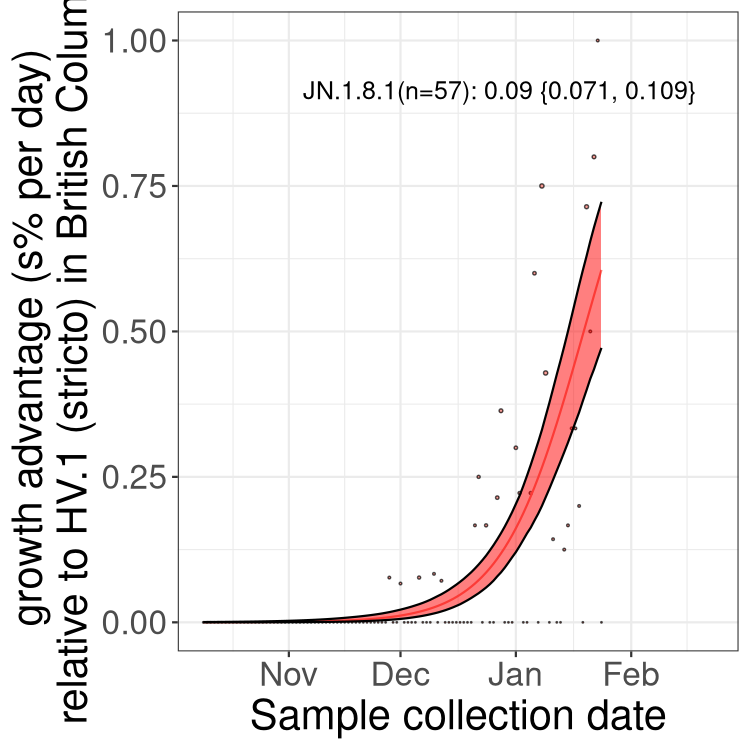 growth advantage (s% per day)
relative to HV.1 (stricto) in British Colum
1.00
0.75
0.50
0.25
0.00
JN.1.8.1(n=57): 0.09 {0.071, 0.109}
Nov Dec Jan Feb
Sample collection date